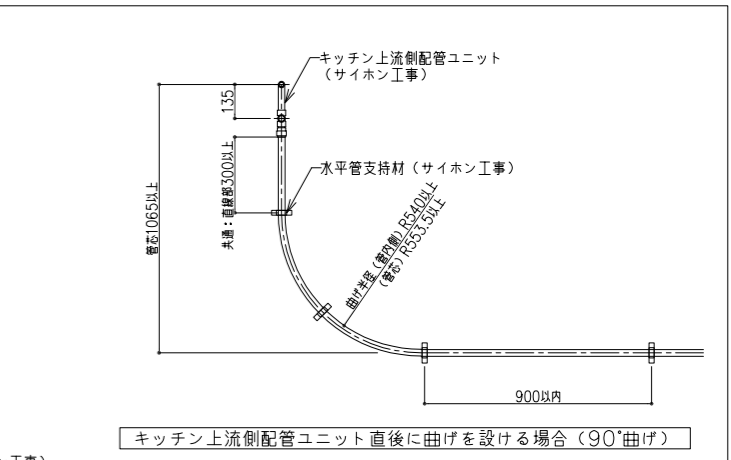 キッチン上流側配管ユニット
(サイホン工事)
135
水平管支持材(サイホン工事)
共通:直線部300以上
管芯1065以上
曲げ半径(管内側)R540以上
(管芯)R553.5以上
900以内
キッチン上流側配管ユニット直後に曲げを設ける場合(90°曲げ)
工事)